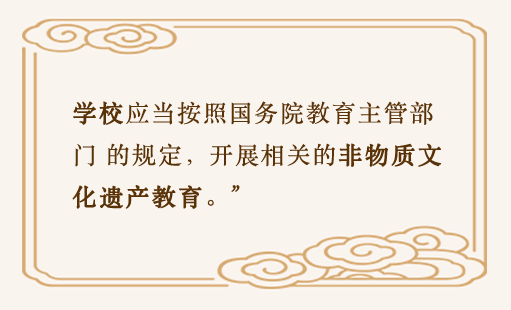 学校应当按照国务院教育主管部
门 的规定，开展相关的非物质文
化遗产教育。”